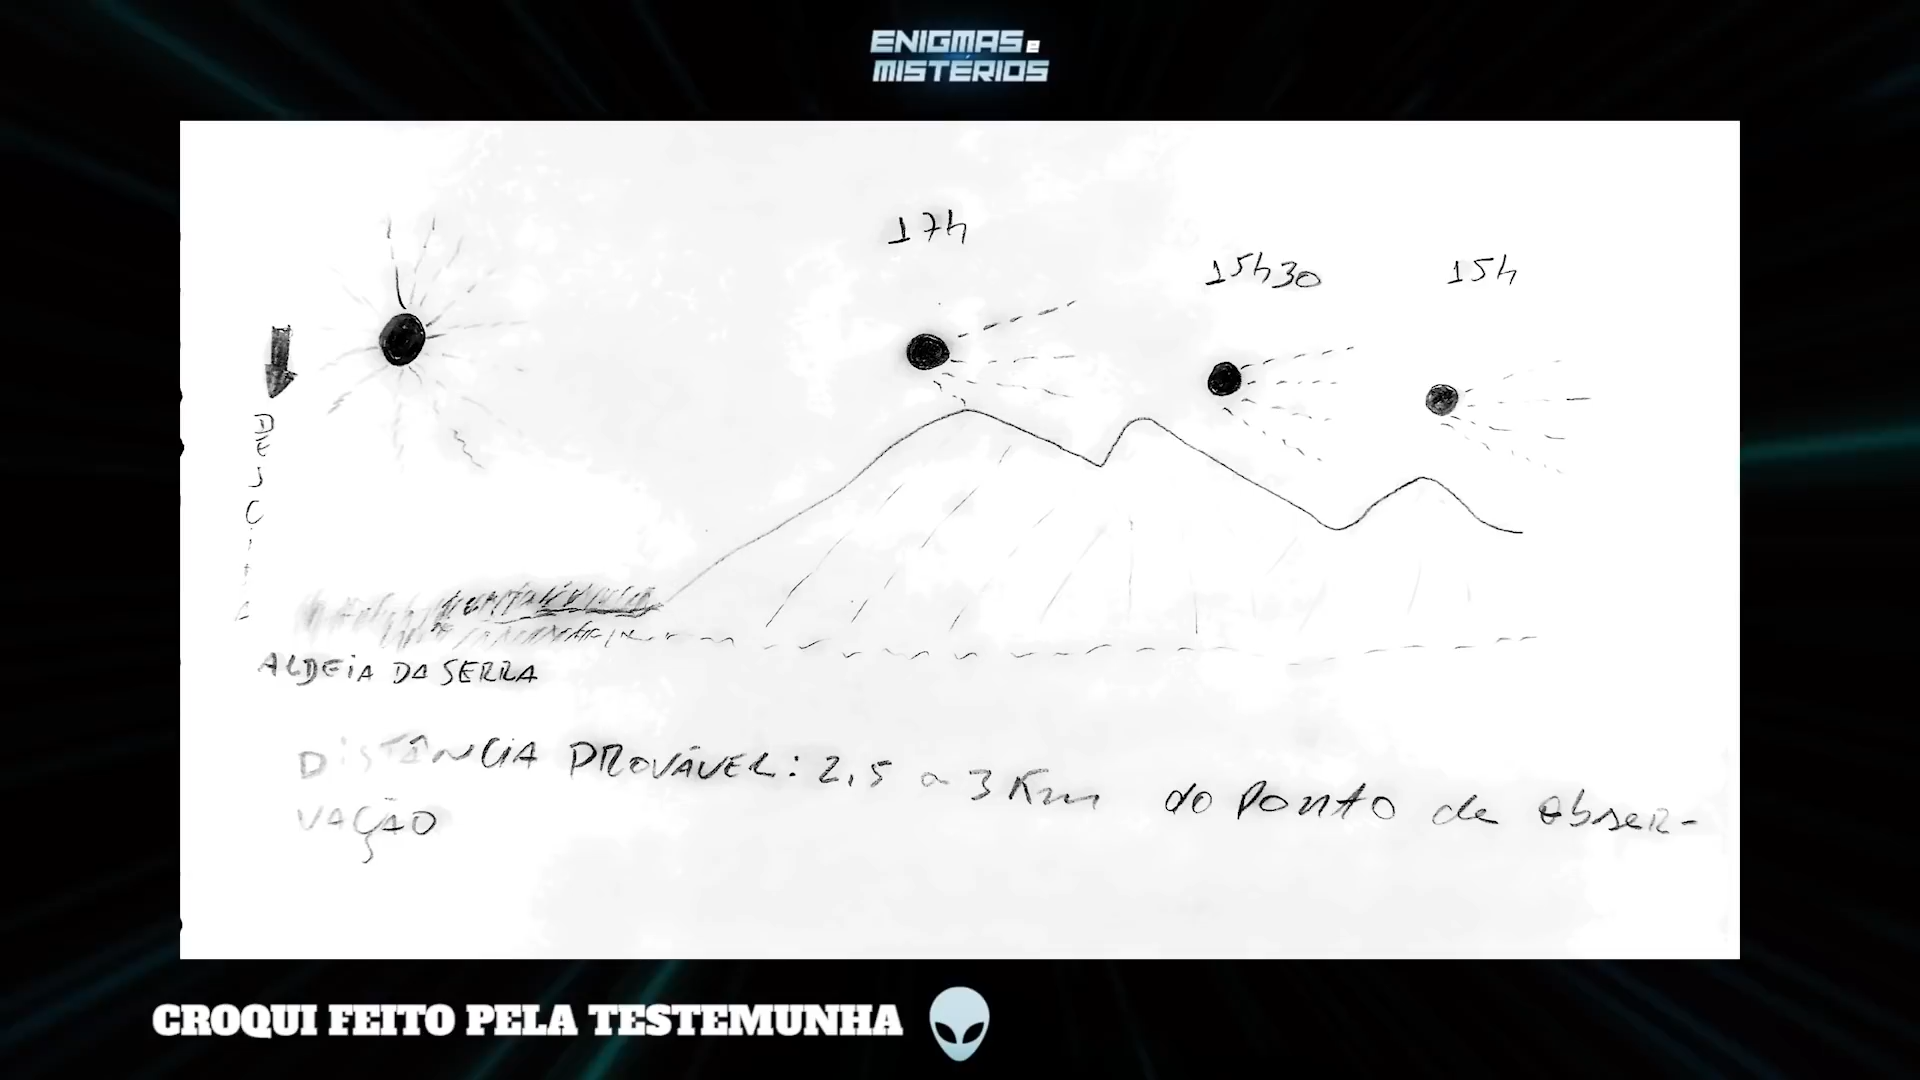 ENIGMAS e
MISTÉRIOS
17h
15h30
15h
DESCIDA
ALDEIA DA SERRA
DISTÂNCIA PROVÁVEL: 2,5 a 3 Km do PONTO de obser-
VAÇÃO
CROQUI FEITO PELA TESTEMUNHA